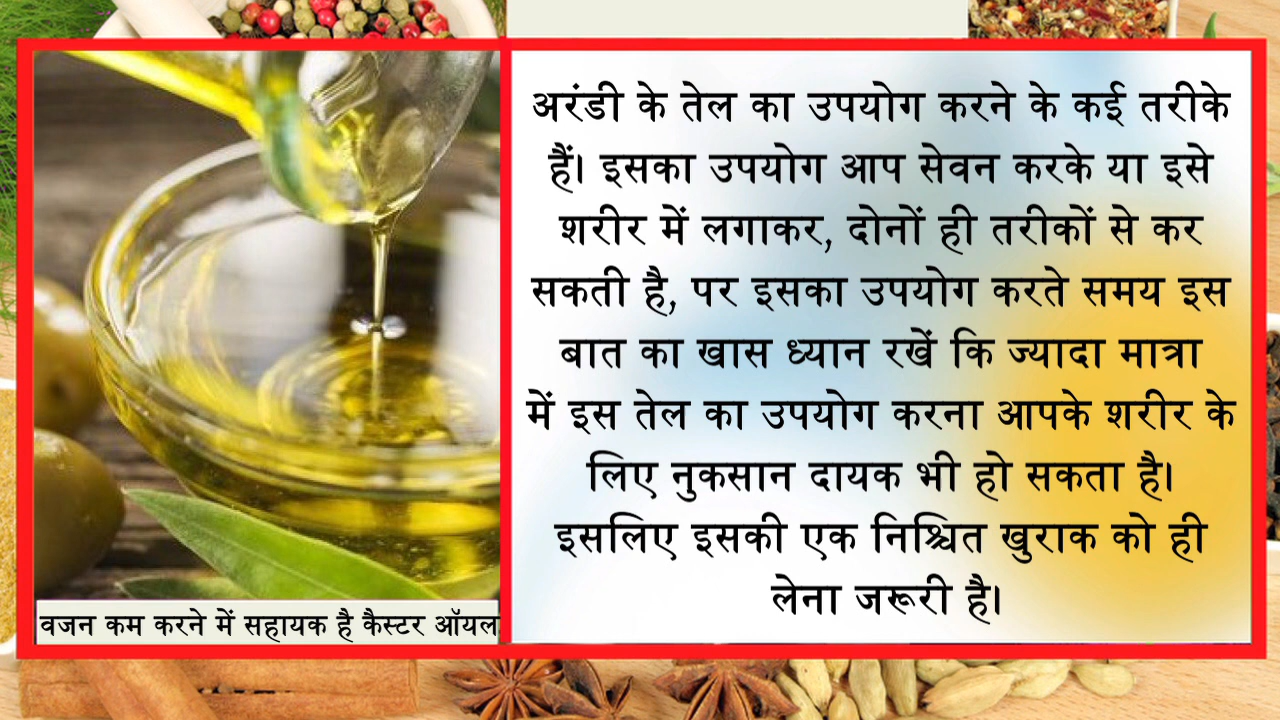 अरंडी के तेल का उपयोग करने के कई तरीके
हैं। इसका उपयोग आप सेवन करके या इसे
शरीर में लगाकर, दोनों ही तरीकों से कर
सकती है, पर इसका उपयोग करते समय इस
बात का खास ध्यान रखें कि ज्यादा मात्रा
में इस तेल का उपयोग करना आपके शरीर के
लिए नुकसान दायक भी हो सकता है।
इसलिए इसकी एक निश्चित खुराक को ही
लेना जरूरी है।
वजन कम करने में सहायक है कैस्टर ऑयल